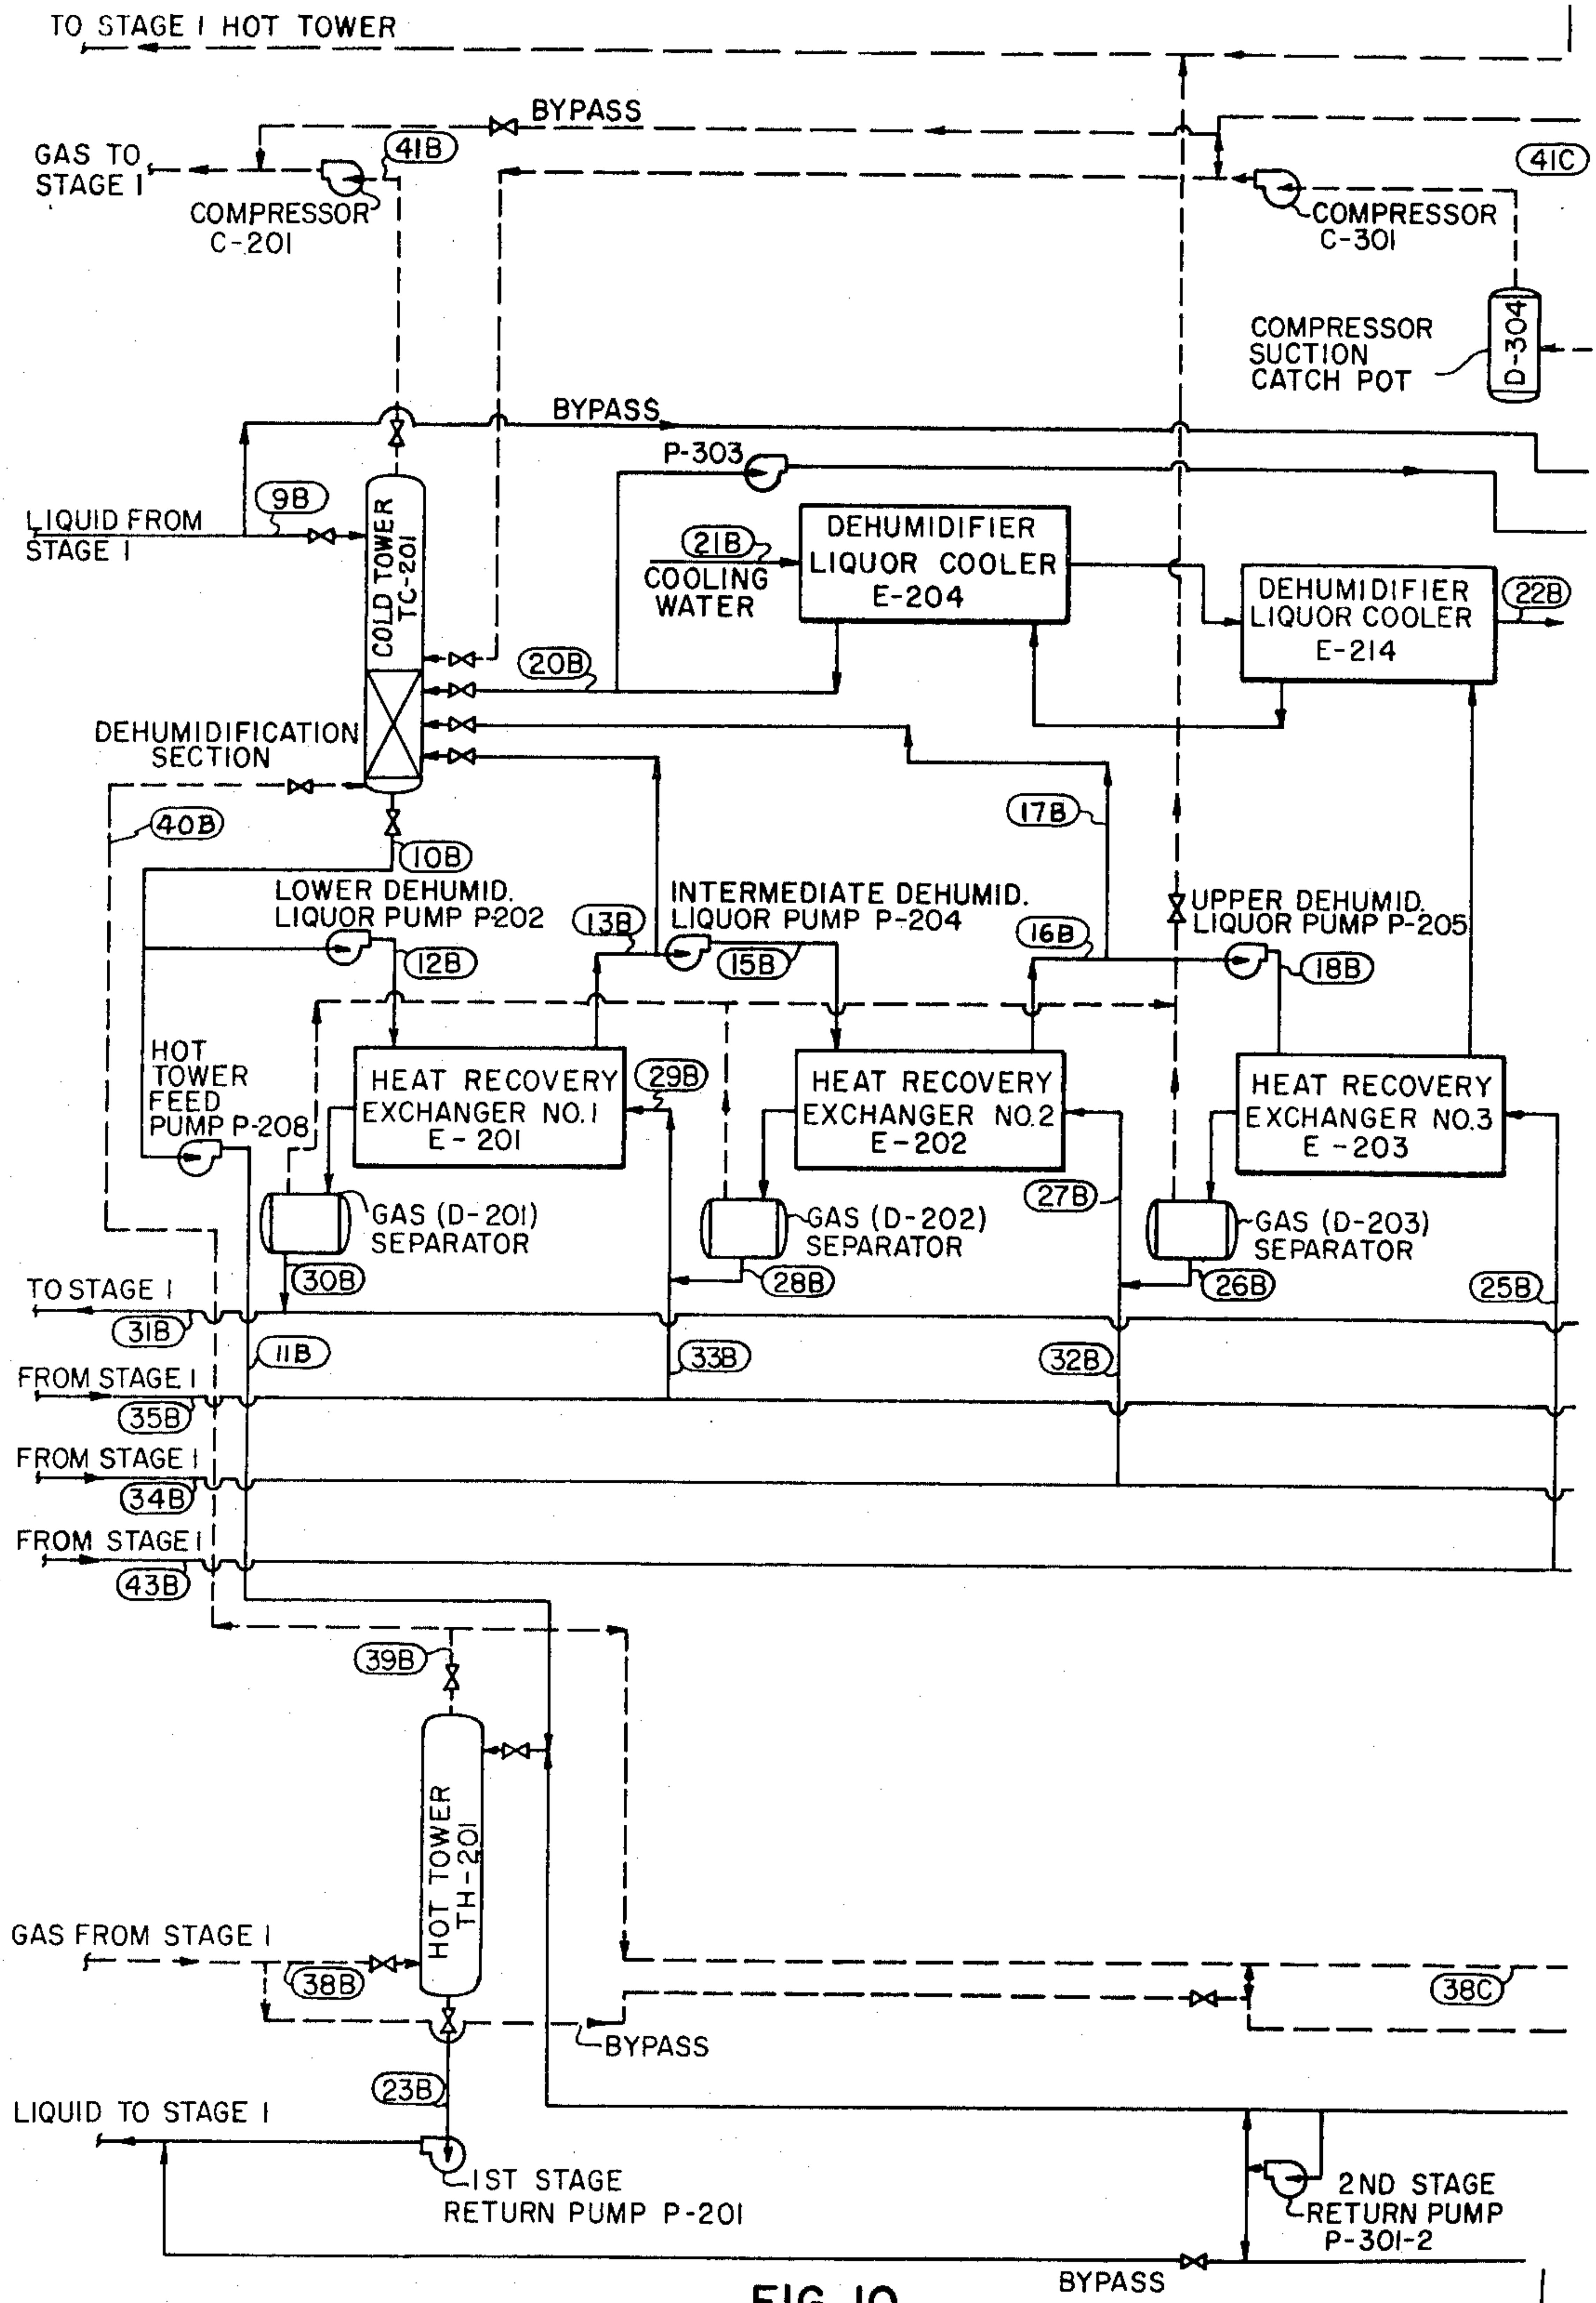 TO STAGE I HOT TOWER
BYPASS
41B
GAS TO
STAGE I
COMPRESSOR
C-201
41C
COMPRESSOR
C-301
COMPRESSOR
SUCTION
CATCH POT
D-304
BYPASS
P-303
9B
LIQUID FROM
STAGE I
COLD TOWER
TC-201
21B
COOLING
WATER
DEHUMIDIFIER
LIQUOR COOLER
E-204
DEHUMIDIFIER
LIQUOR COOLER
E-214
22B
20B
DEHUMIDIFICATION
SECTION
40B
10B
17B
LOWER DEHUMID.
LIQUOR PUMP P-202
12B
13B
INTERMEDIATE DEHUMID.
LIQUOR PUMP P-204
15B
16B
UPPER DEHUMID.
LIQUOR PUMP P-205
18B
HOT
TOWER
FEED
PUMP P-208
HEAT RECOVERY
EXCHANGER NO.1
E-201
29B
HEAT RECOVERY
EXCHANGER NO.2
E-202
HEAT RECOVERY
EXCHANGER NO.3
E-203
27B
GAS (D-201)
SEPARATOR
GAS (D-202)
SEPARATOR
GAS (D-203)
SEPARATOR
30B
28B
26B
25B
TO STAGE I
31B
11B
33B
32B
FROM STAGE I
35B
FROM STAGE I
34B
FROM STAGE I
43B
39B
HOT TOWER
TH-201
GAS FROM STAGE I
38B
38C
BYPASS
23B
LIQUID TO STAGE I
1ST STAGE
RETURN PUMP P-201
2ND STAGE
RETURN PUMP
P-301-2
BYPASS
FIG. 10